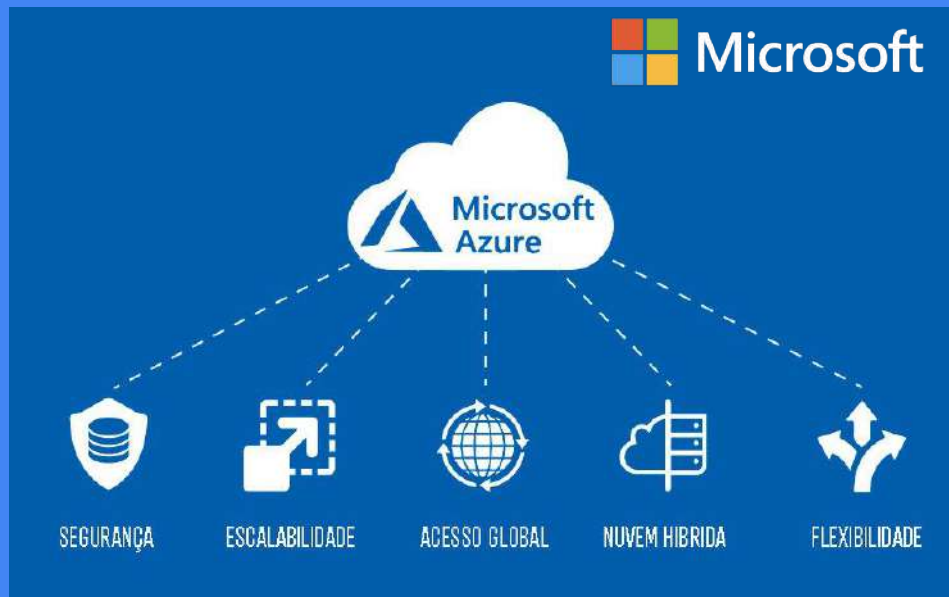 Microsoft
Microsoft
Azure
SEGURANÇA
ESCALABILIDADE
ACESSO GLOBAL
NUVEM HIBRIDA
FLEXIBILIDADE